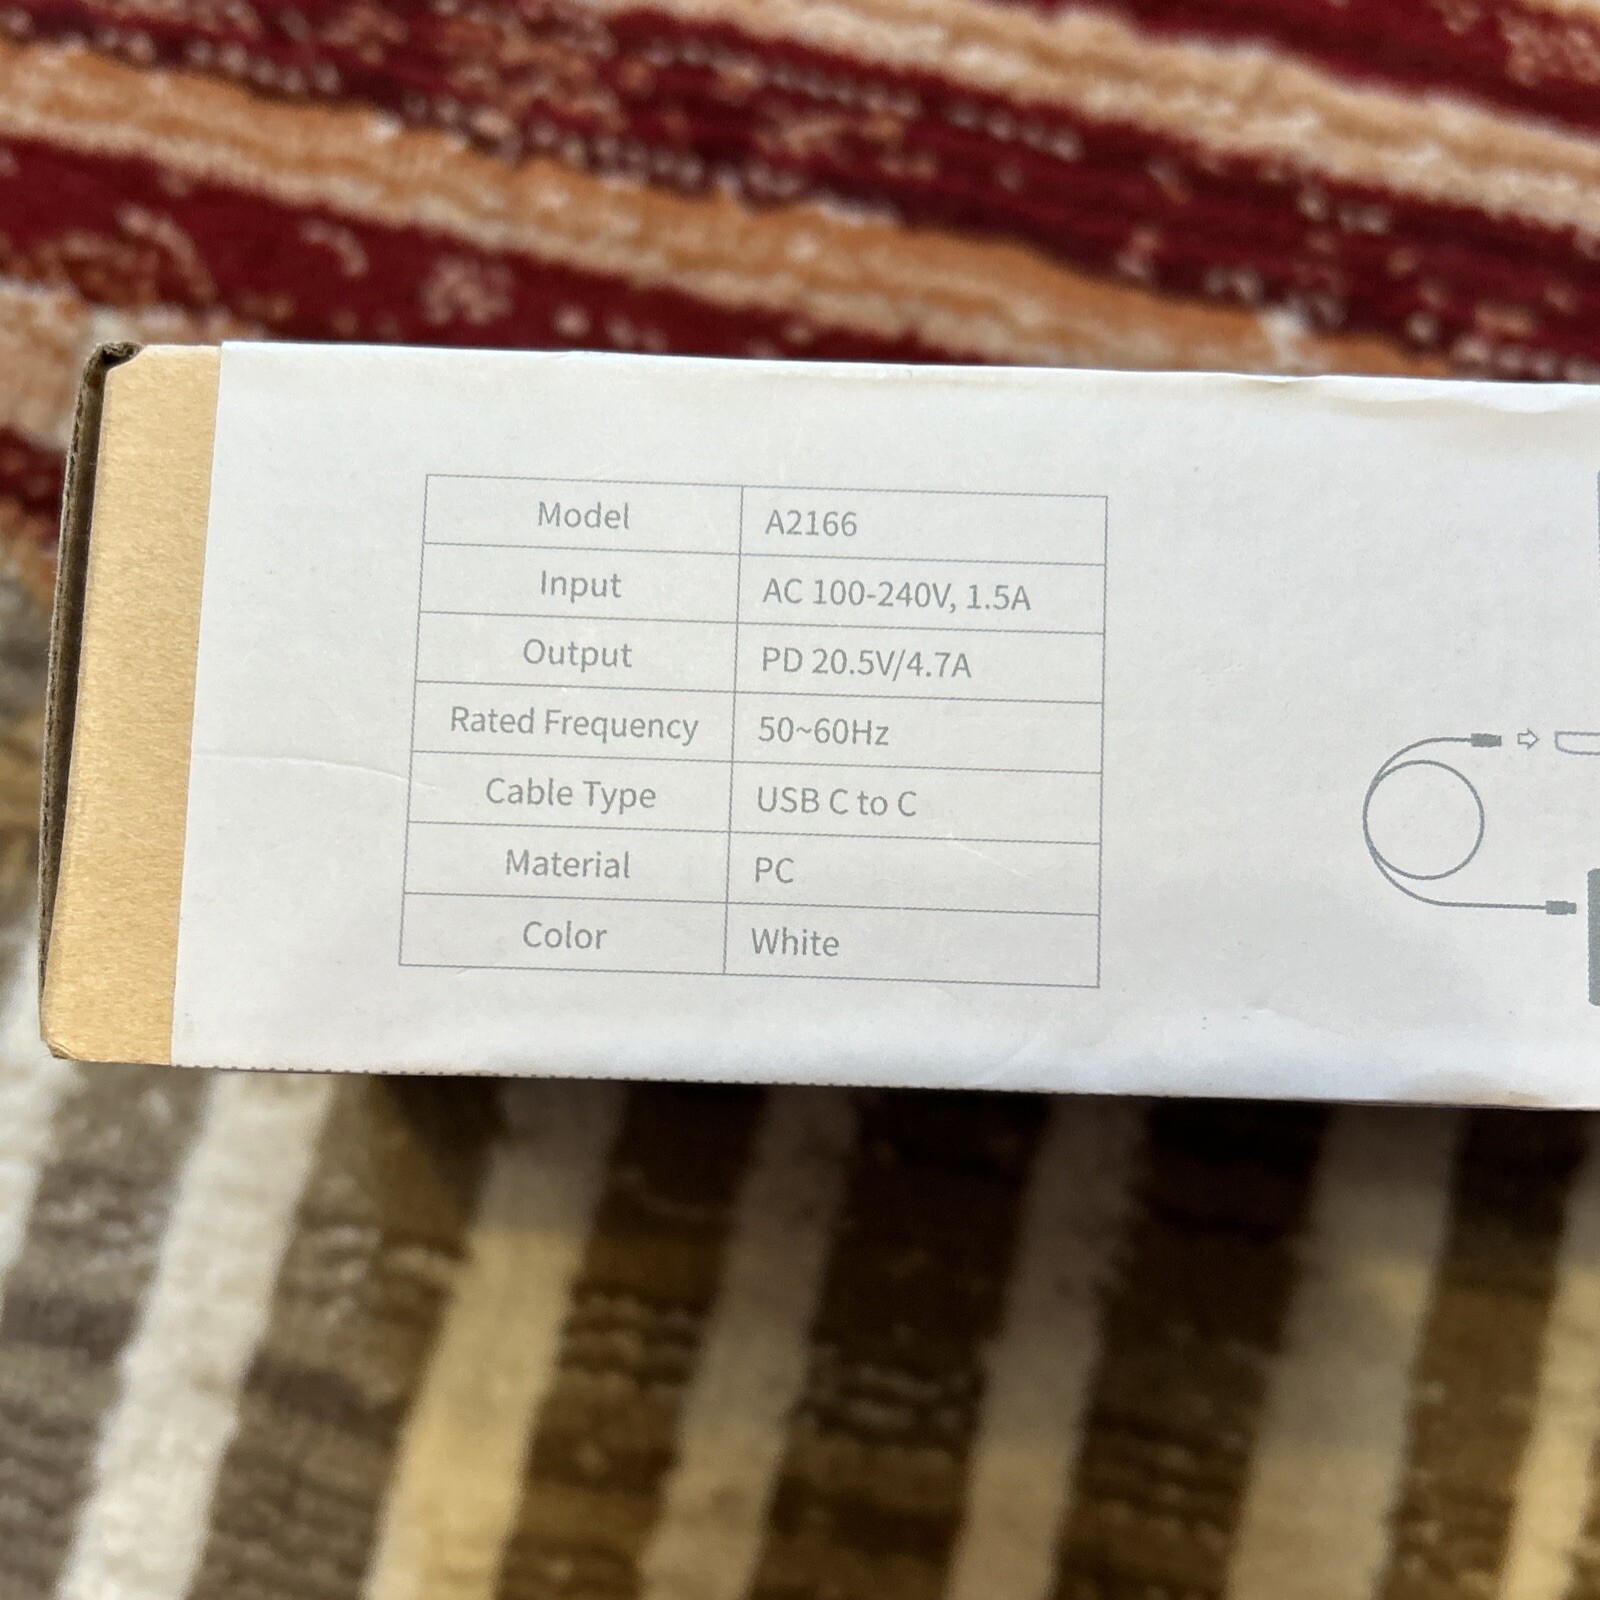 Model A2166
Input AC 100-240V, 1.5A
Output PD 20.5V/4.7A
Rated Frequency 50~60Hz
Cable Type USB C to C
Material PC
Color White